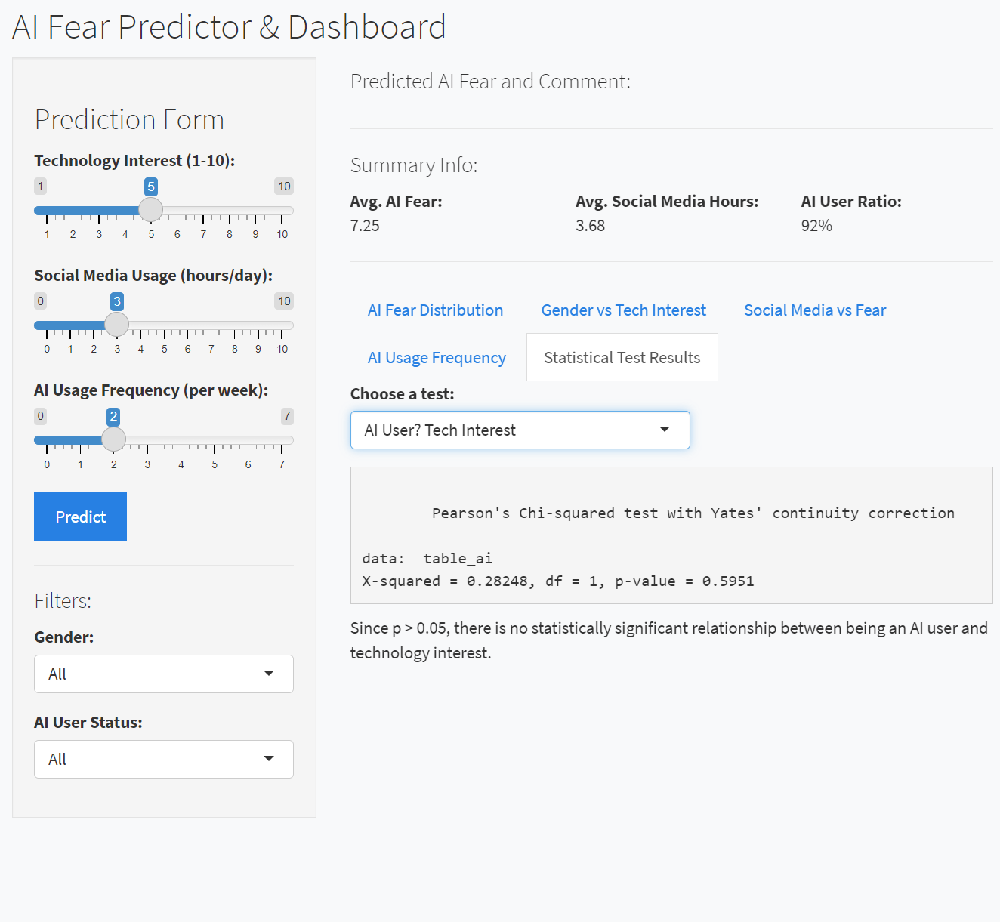 AI Fear Predictor & Dashboard
Prediction Form
Technology Interest (1-10):
1 5 10
1 2 3 4 5 6 7 8 9 10
Social Media Usage (hours/day):
0 3 10
0 1 2 3 4 5 6 7 8 9 10
AI Usage Frequency (per week):
0 2 7
0 1 2 3 4 5 6 7
Predict
Filters:
Gender:
All
AI User Status:
All
Predicted AI Fear and Comment:
Summary Info:
Avg. AI Fear: Avg. Social Media Hours: AI User Ratio:
7.25 3.68 92%
AI Fear Distribution Gender vs Tech Interest Social Media vs Fear
AI Usage Frequency Statistical Test Results
Choose a test:
AI User? Tech Interest
Pearson's Chi-squared test with Yates' continuity correction
data:  table_ai
X-squared = 0.28248, df = 1, p-value = 0.5951
Since p > 0.05, there is no statistically significant relationship between being an AI user and
technology interest.